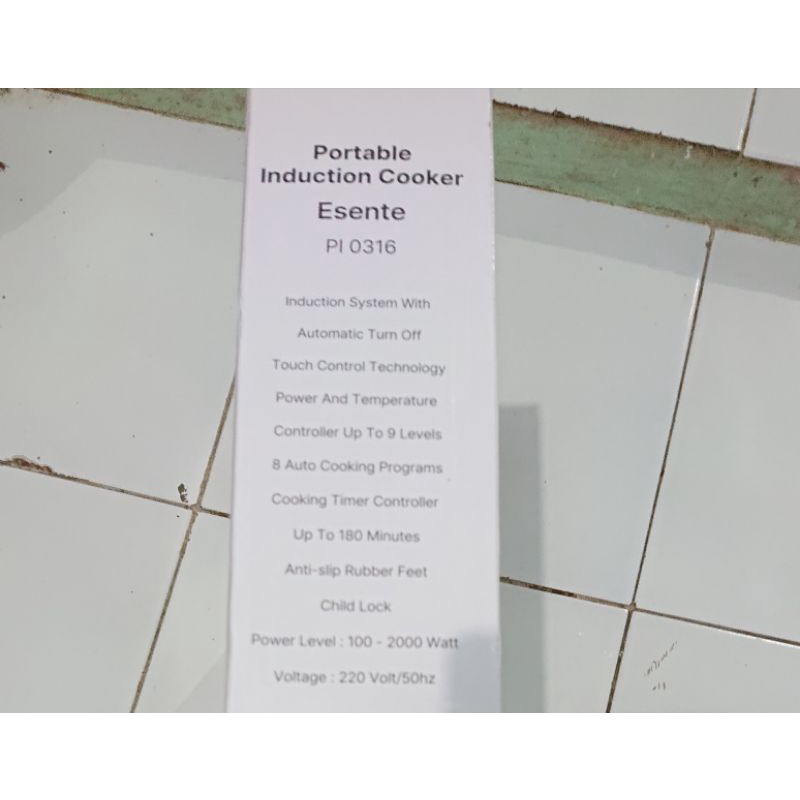 Portable
Induction Cooker
Esente
PI 0316
Induction System With
Automatic Turn Off
Touch Control Technology
Power And Temperature
Controller Up To 9 Levels
8 Auto Cooking Programs
Cooking Timer Controller
Up To 180 Minutes
Anti-slip Rubber Feet
Child Lock
Power Level : 100 - 2000 Watt
Voltage : 220 Volt/50hz